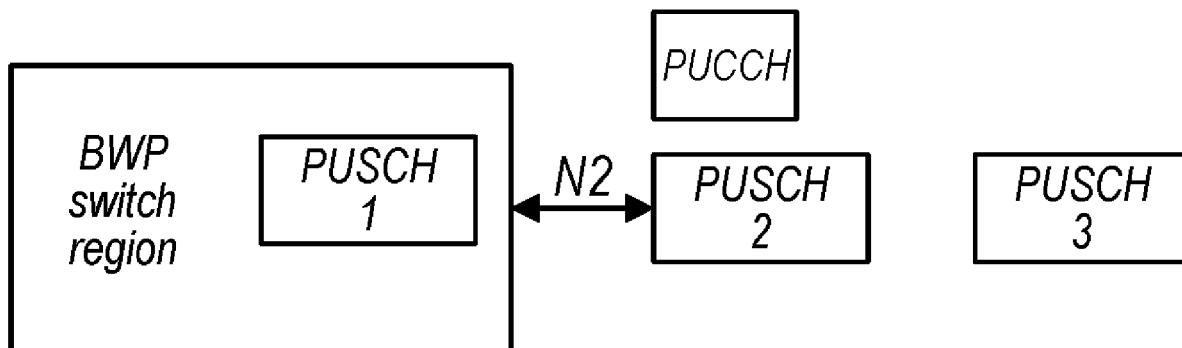 PUCCH
BWP
switch
region
PUSCH
1
N2
PUSCH
2
PUSCH
3